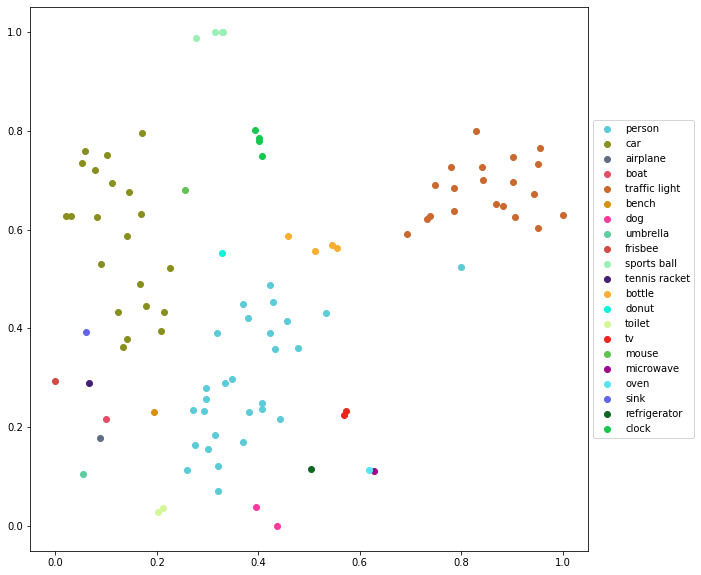 1.0
0.8
0.6
0.4
0.2
0.0
0.0 0.2 0.4 0.6 0.8 1.0
person
car
airplane
boat
traffic light
bench
dog
umbrella
frisbee
sports ball
tennis racket
bottle
donut
toilet
tv
mouse
microwave
oven
sink
refrigerator
clock